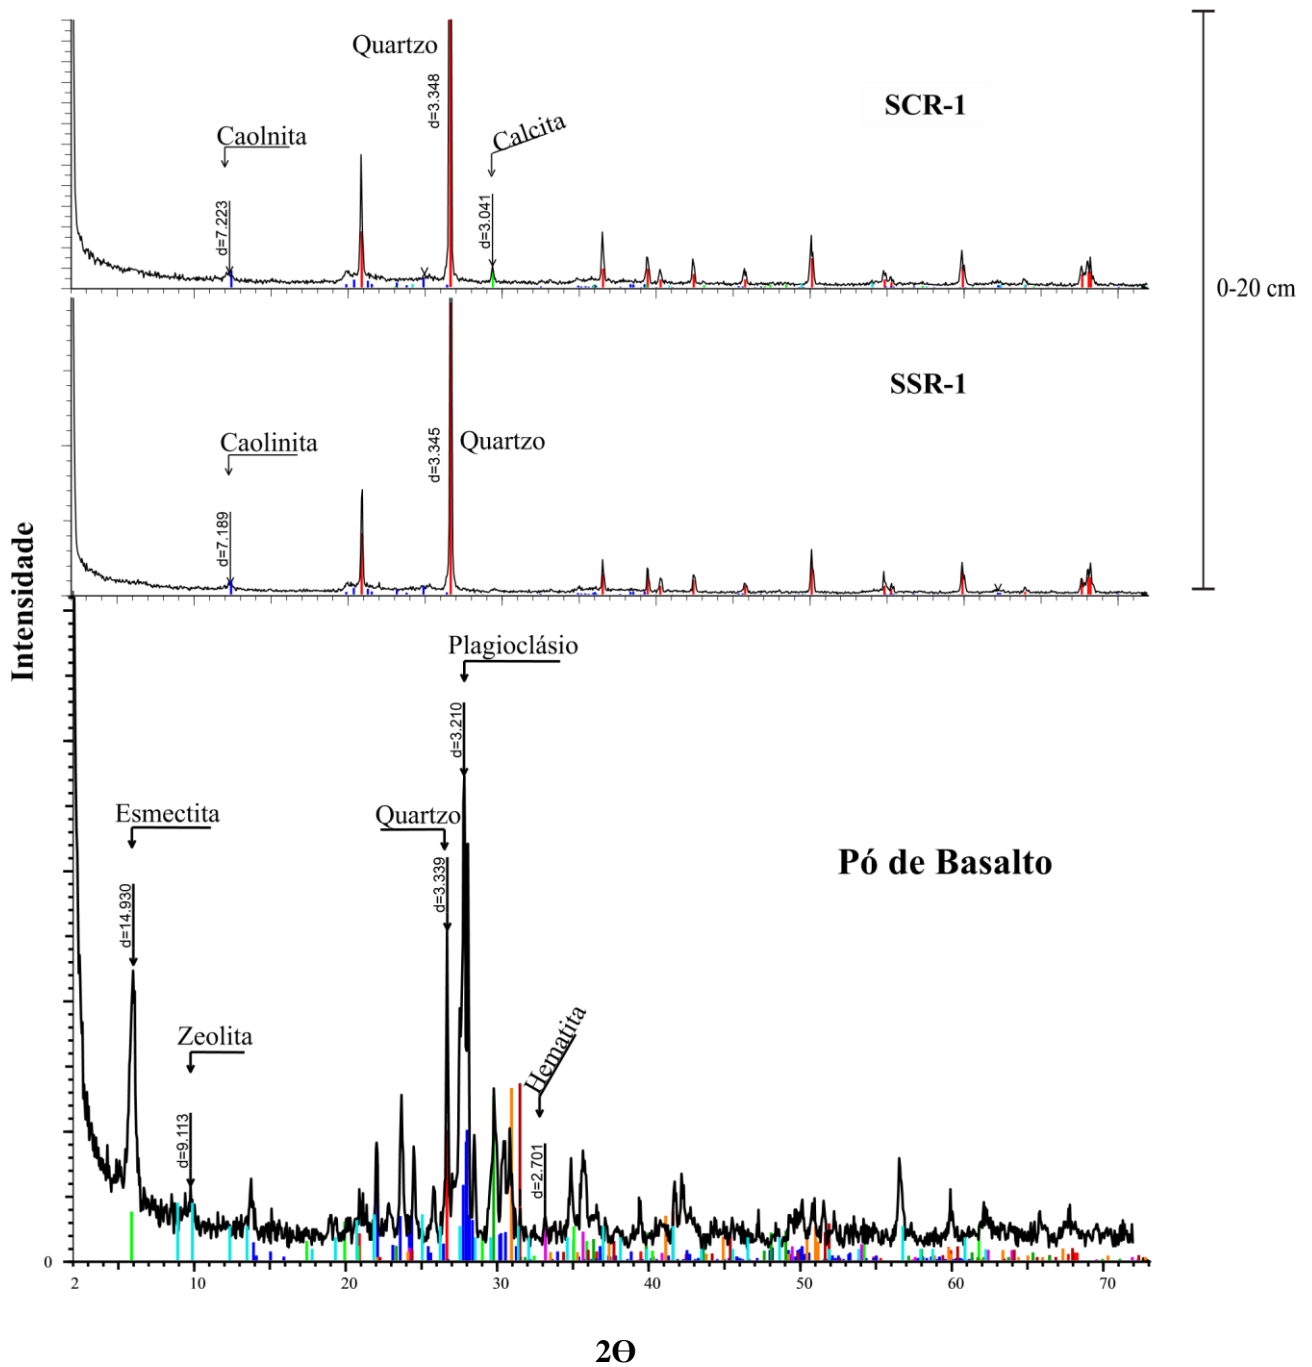 Quartzo
d=3.348
SCR-1
Calcita
Caolnita
d=7.223
d=3.041
0-20 cm
SSR-1
Caolinita
d=7.189
d=3.345
Quartzo
Intensidade
Plagioclásio
d=3.210
Esmectita
d=14.930
Quartzo
d=3.339
Pó de Basalto
Zeolita
d=9.113
Hematita
d=2.701
0
2 10 20 30 40 50 60 70
2Θ